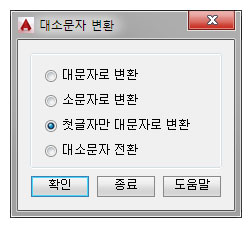 대소문자 변환
대문자로 변환
소문자로 변환
첫글자만 대문자로 변환
대소문자 전환
확인 종료 도움말